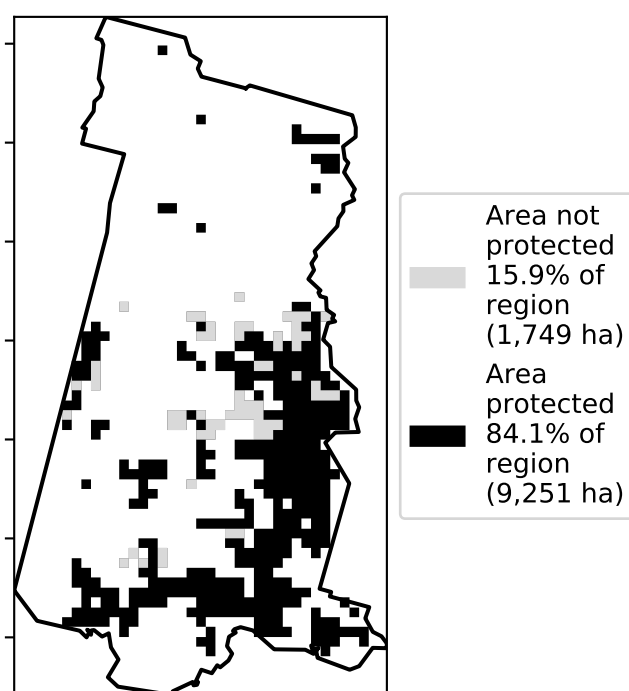 Area not
protected
15.9% of
region
(1,749 ha)
Area
protected
84.1% of
region
(9,251 ha)